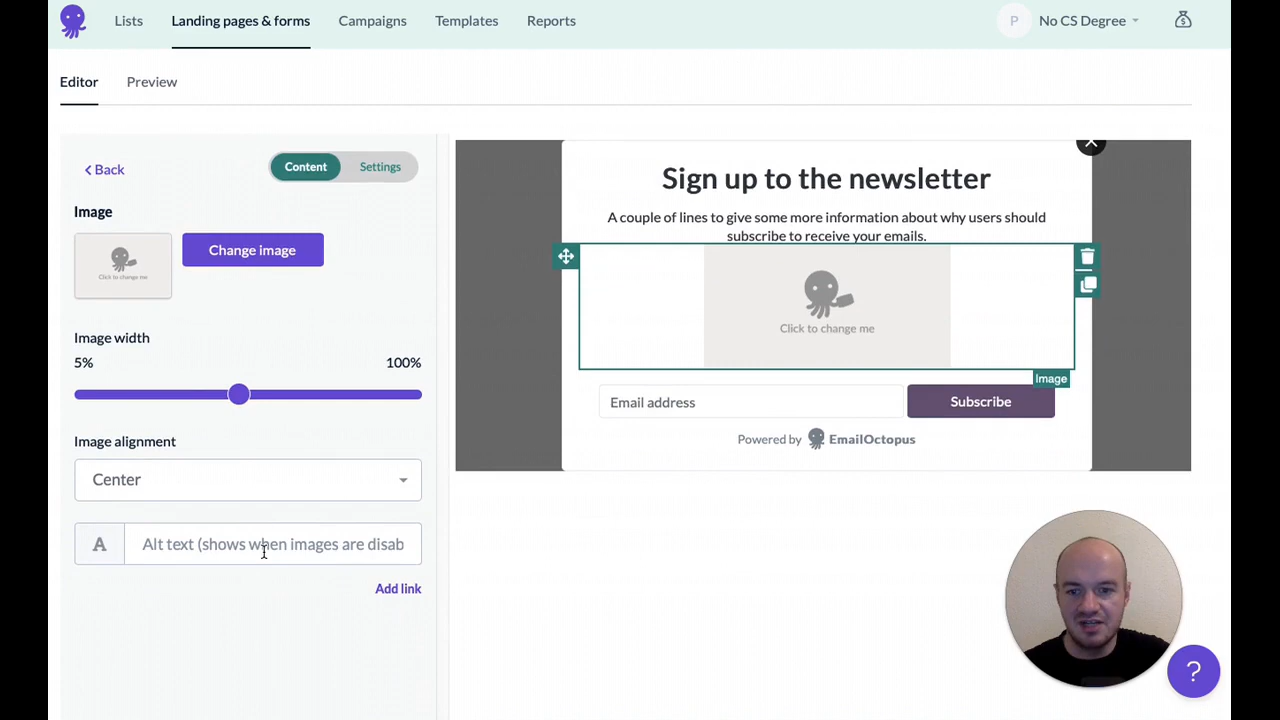 Lists
Landing pages & forms
Campaigns
Templates
Reports
P
No CS Degree
Editor
Preview
Back
Content
Settings
Image
Click to change me
Change image
Image width
5%
100%
Image alignment
Center
A
Alt text (shows when images are disab
Add link
Sign up to the newsletter
A couple of lines to give some more information about why users should
subscribe to receive your emails.
Click to change me
Image
Email address
Subscribe
Powered by EmailOctopus
?